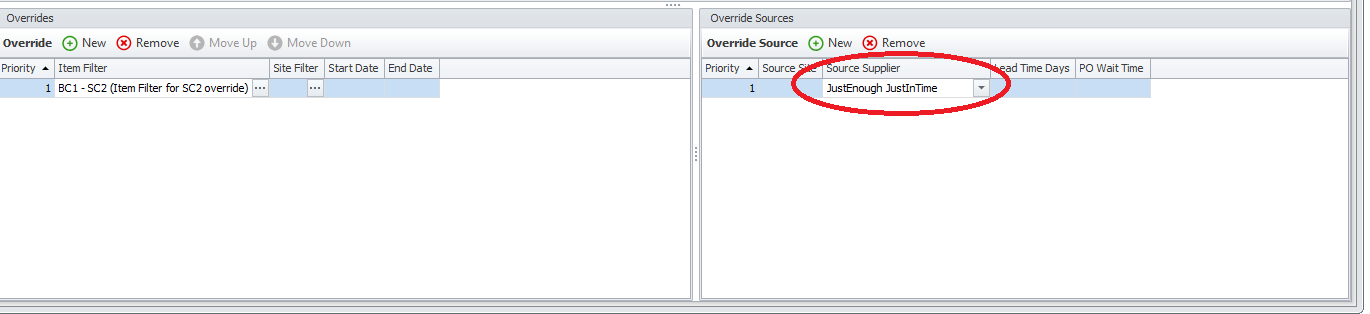 Overrides
Override New Remove Move Up Move Down
Priority Item Filter Site Filter Start Date End Date
1 BC1 - SC2 (Item Filter for SC2 override) ... ...
Override Sources
Override Source New Remove
Priority Source Site Source Supplier Lead Time Days PO Wait Time
1 JustEnough JustInTime